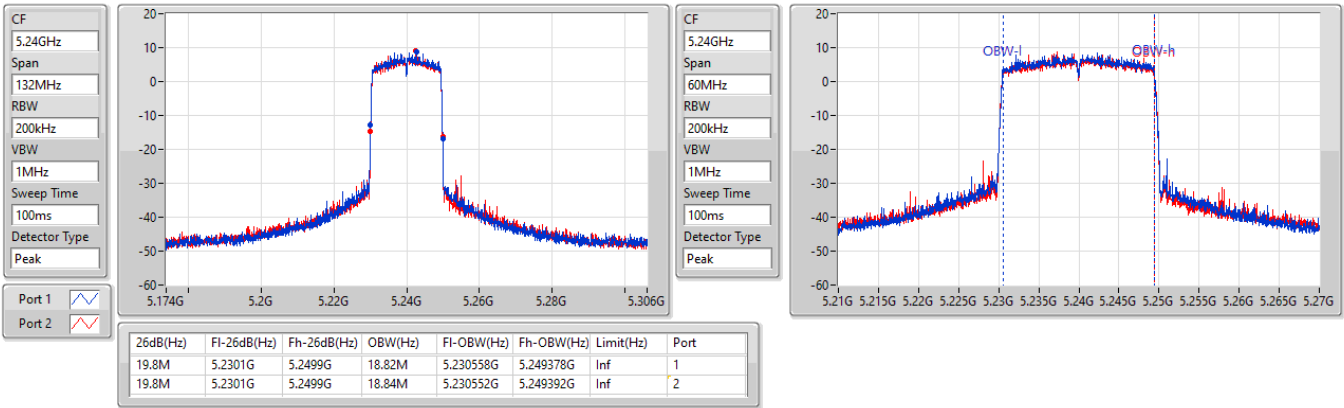 CF
5.24GHz
Span
132MHz
RBW
200kHz
VBW
1MHz
Sweep Time
100ms
Detector Type
Peak
Port 1
Port 2
20
10
0
-10
-20
-30
-40
-50
-60
5.174G 5.2G 5.22G 5.24G 5.26G 5.28G 5.306G
CF
5.24GHz
Span
60MHz
RBW
200kHz
VBW
1MHz
Sweep Time
100ms
Detector Type
Peak
20
10
0
-10
-20
-30
-40
-50
-60
OBW-l OBW-h
5.21G 5.215G 5.22G 5.225G 5.23G 5.235G 5.24G 5.245G 5.25G 5.255G 5.26G 5.265G 5.27G
26dB(Hz) Fl-26dB(Hz) Fh-26dB(Hz) OBW(Hz) Fl-OBW(Hz) Fh-OBW(Hz) Limit(Hz) Port
19.8M 5.2301G 5.2499G 18.82M 5.230558G 5.249378G Inf 1
19.8M 5.2301G 5.2499G 18.84M 5.230552G 5.249392G Inf 2